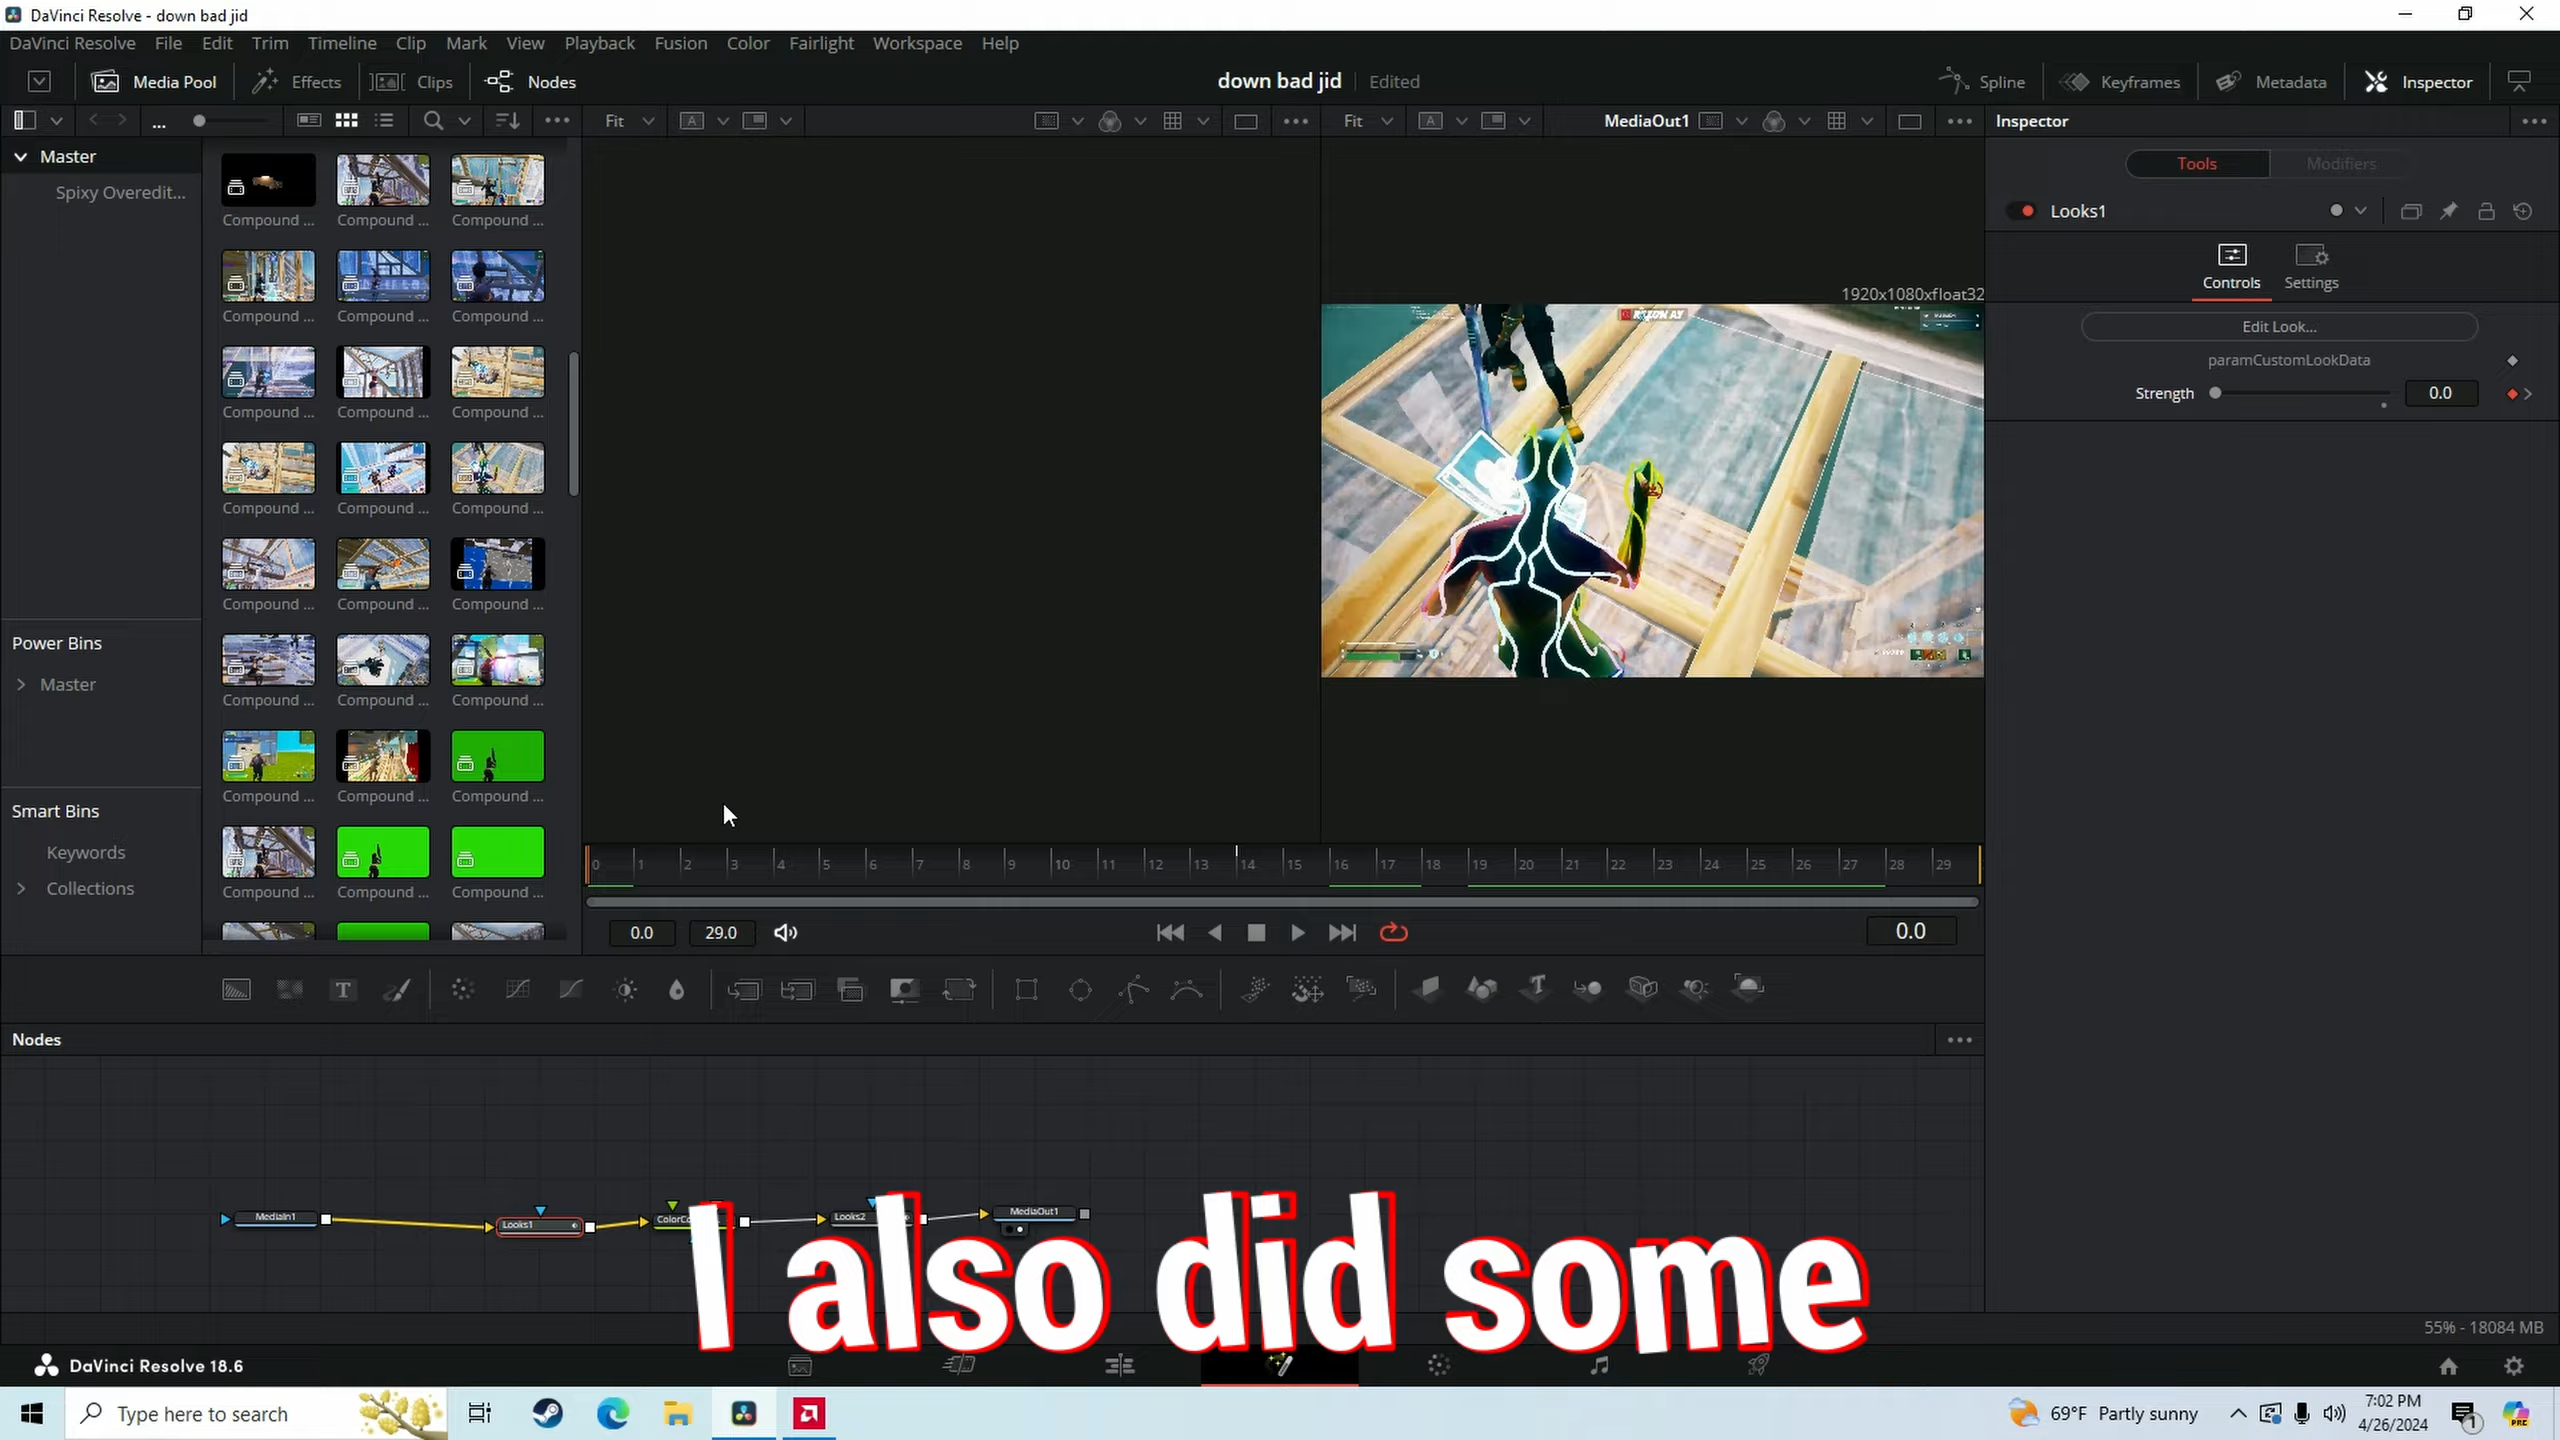 DaVinci Resolve - down bad jid
DaVinci Resolve File Edit Trim Timeline Clip Mark View Playback Fusion Color Fairlight Workspace Help
Media Pool Effects Clips Nodes down bad jid Edited Spline Keyframes Metadata Inspector
... Fit A Fit A MediaOut1 Inspector
Master
Spixy Overedit...
Compound ... Compound ... Compound ...
Compound ... Compound ... Compound ...
Compound ... Compound ... Compound ...
Compound ... Compound ... Compound ...
Compound ... Compound ... Compound ...
Compound ... Compound ... Compound ...
Compound ... Compound ... Compound ...
Compound ... Compound ... Compound ...
Power Bins
Master
Smart Bins
Keywords
Collections
1920x1080xfloat32
Tools Modifiers
Looks1
Controls Settings
Edit Look...
paramCustomLookData
Strength 0.0
0 1 2 3 4 5 6 7 8 9 10 11 12 13 14 15 16 17 18 19 20 21 22 23 24 25 26 27 28 29
0.0 29.0 0.0
T
Nodes
MediaIn1 Looks1 Looks2 MediaOut1
I also did some
55% - 18084 MB
DaVinci Resolve 18.6
Type here to search
69°F Partly sunny
7:02 PM
4/26/2024
1
PRE